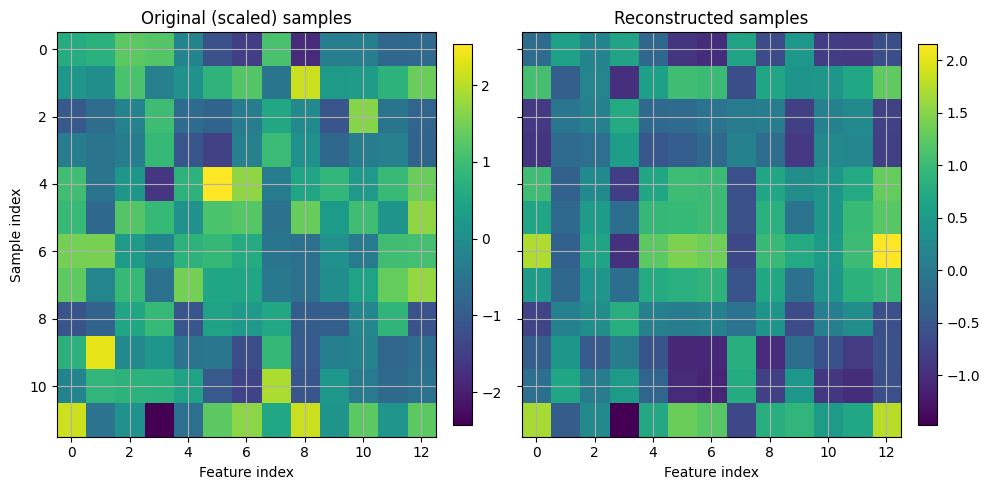 Original (scaled) samples
Reconstructed samples
Sample index
0
2
4
6
8
10
0 2 4 6 8 10 12
Feature index
2
1
0
−1
−2
0 2 4 6 8 10 12
Feature index
2.0
1.5
1.0
0.5
0.0
−0.5
−1.0